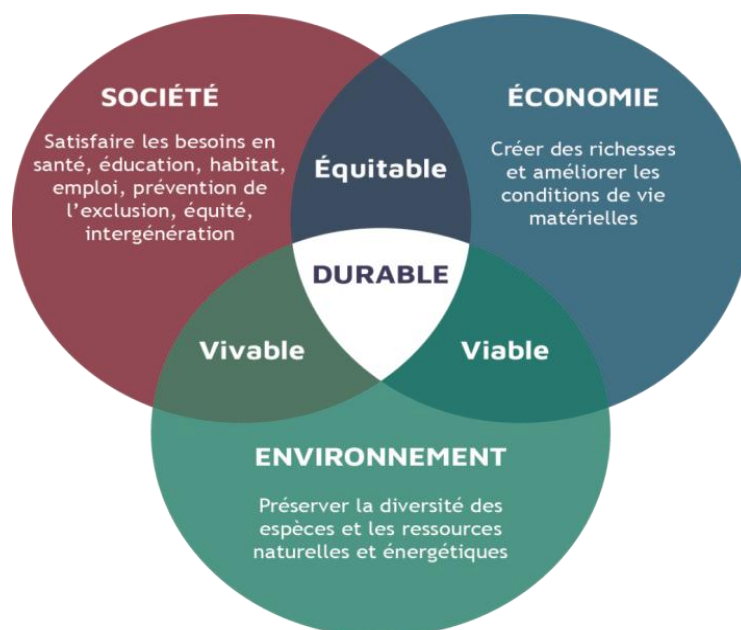 SOCIÉTÉ
Satisfaire les besoins en
santé, éducation, habitat,
emploi, prévention de
l'exclusion, équité,
intergénération
Équitable
ÉCONOMIE
Créer des richesses
et améliorer les
conditions de vie
matérielles
DURABLE
Vivable
Viable
ENVIRONNEMENT
Préserver la diversité des
espèces et les ressources
naturelles et énergétiques